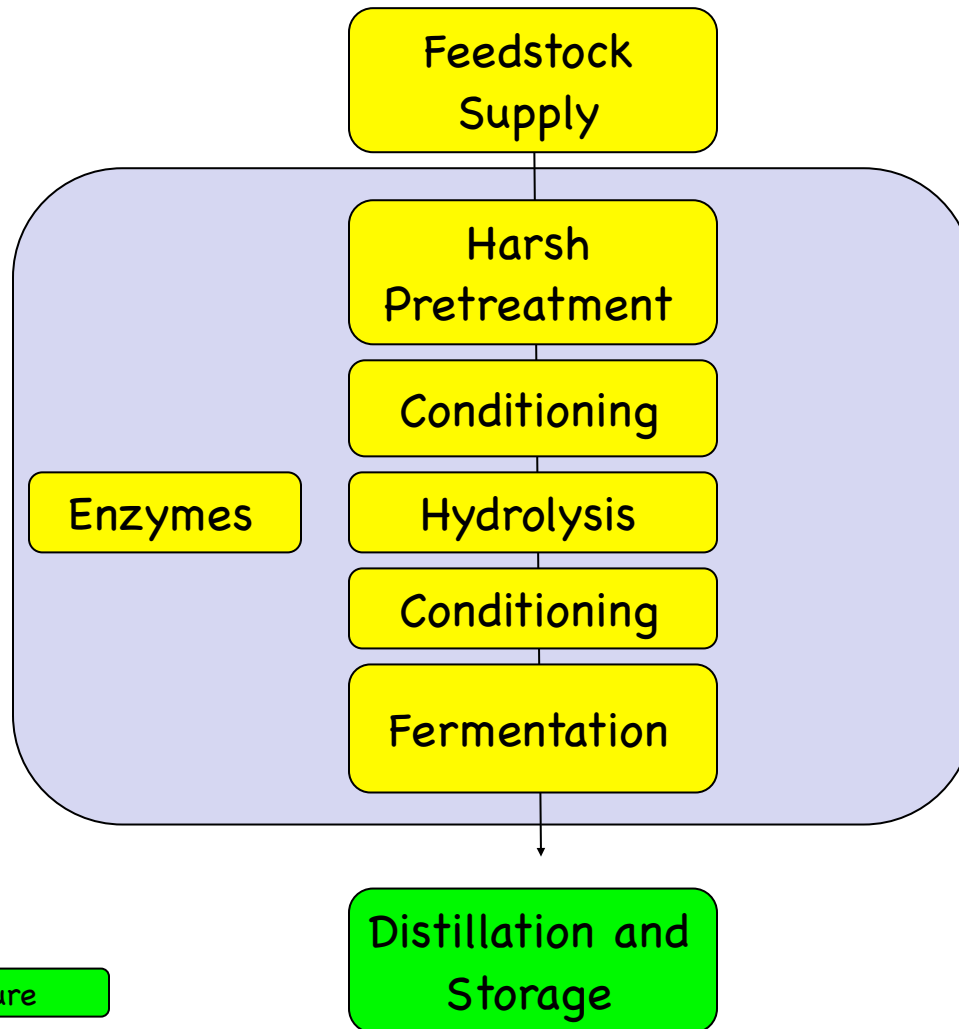 Feedstock
Supply
Harsh
Pretreatment
Conditioning
Enzymes
Hydrolysis
Conditioning
Fermentation
Distillation and
Storage